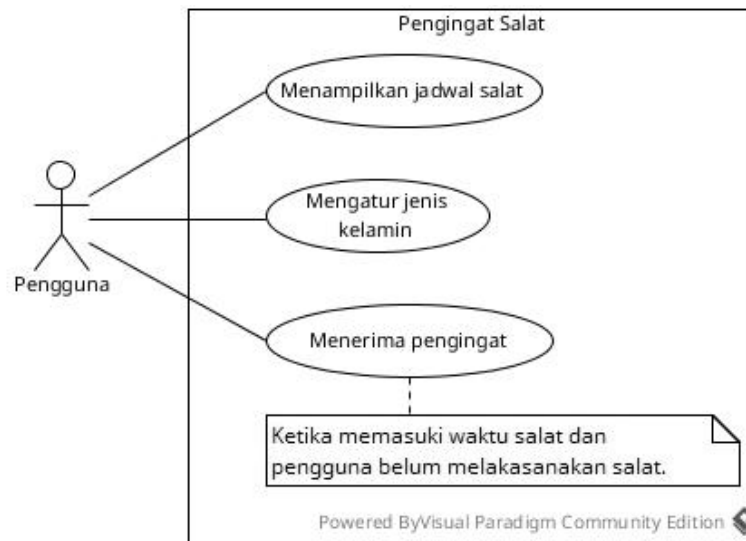 Pengingat Salat
Menampilkan jadwal salat
Mengatur jenis
kelamin
Pengguna
Menerima pengingat
Ketika memasuki waktu salat dan
pengguna belum melakasanakan salat.
Powered ByVisual Paradigm Community Edition